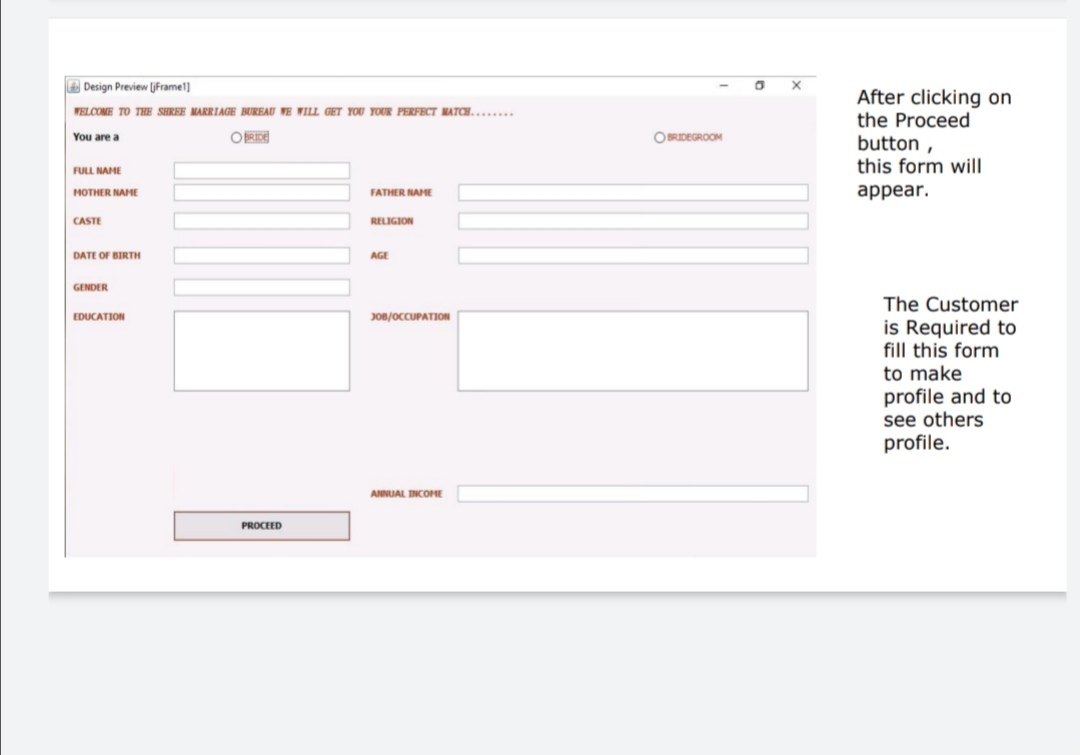 Design Preview [jFrame1]
WELCOME TO THE SHREE MARRIAGE BUREAU WE WILL GET YOU YOUR PERFECT MATCH........
You are a
BRIDE
BRIDEGROOM
FULL NAME
MOTHER NAME
FATHER NAME
CASTE
RELIGION
DATE OF BIRTH
AGE
GENDER
EDUCATION
JOB/OCCUPATION
ANNUAL INCOME
PROCEED
After clicking on
the Proceed
button ,
this form will
appear.
The Customer
is Required to
fill this form
to make
profile and to
see others
profile.